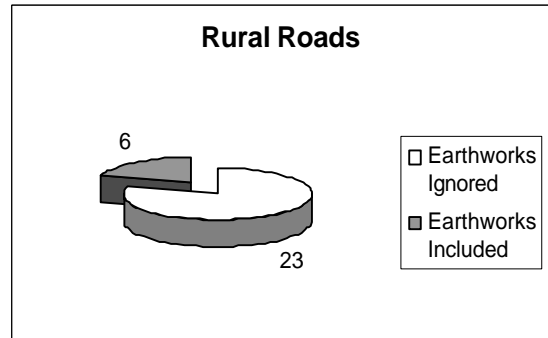 Rural Roads
6
23
Earthworks
Ignored
Earthworks
Included